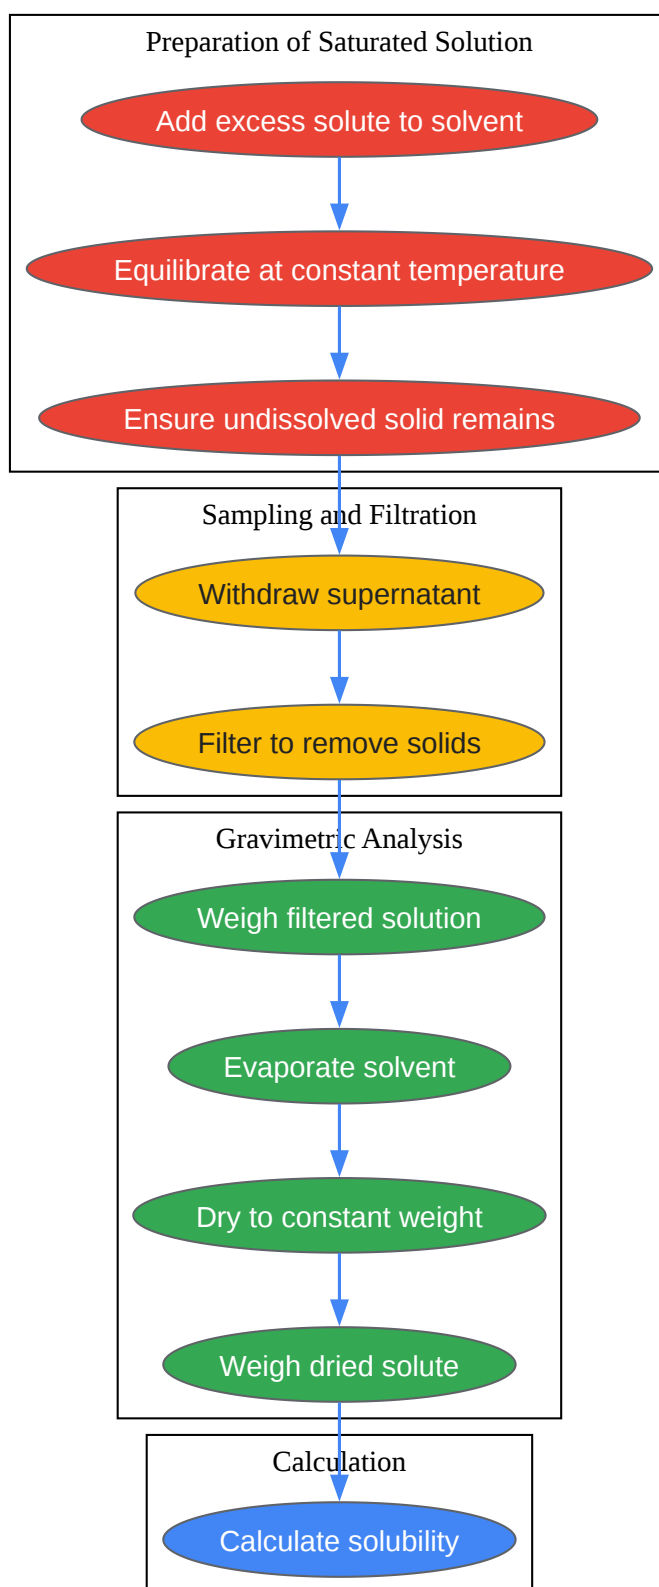 Preparation of Saturated Solution
Add excess solute to solvent
Equilibrate at constant temperature
Ensure undissolved solid remains
Sampling and Filtration
Withdraw supernatant
Filter to remove solids
Gravimetric Analysis
Weigh filtered solution
Evaporate solvent
Dry to constant weight
Weigh dried solute
Calculation
Calculate solubility